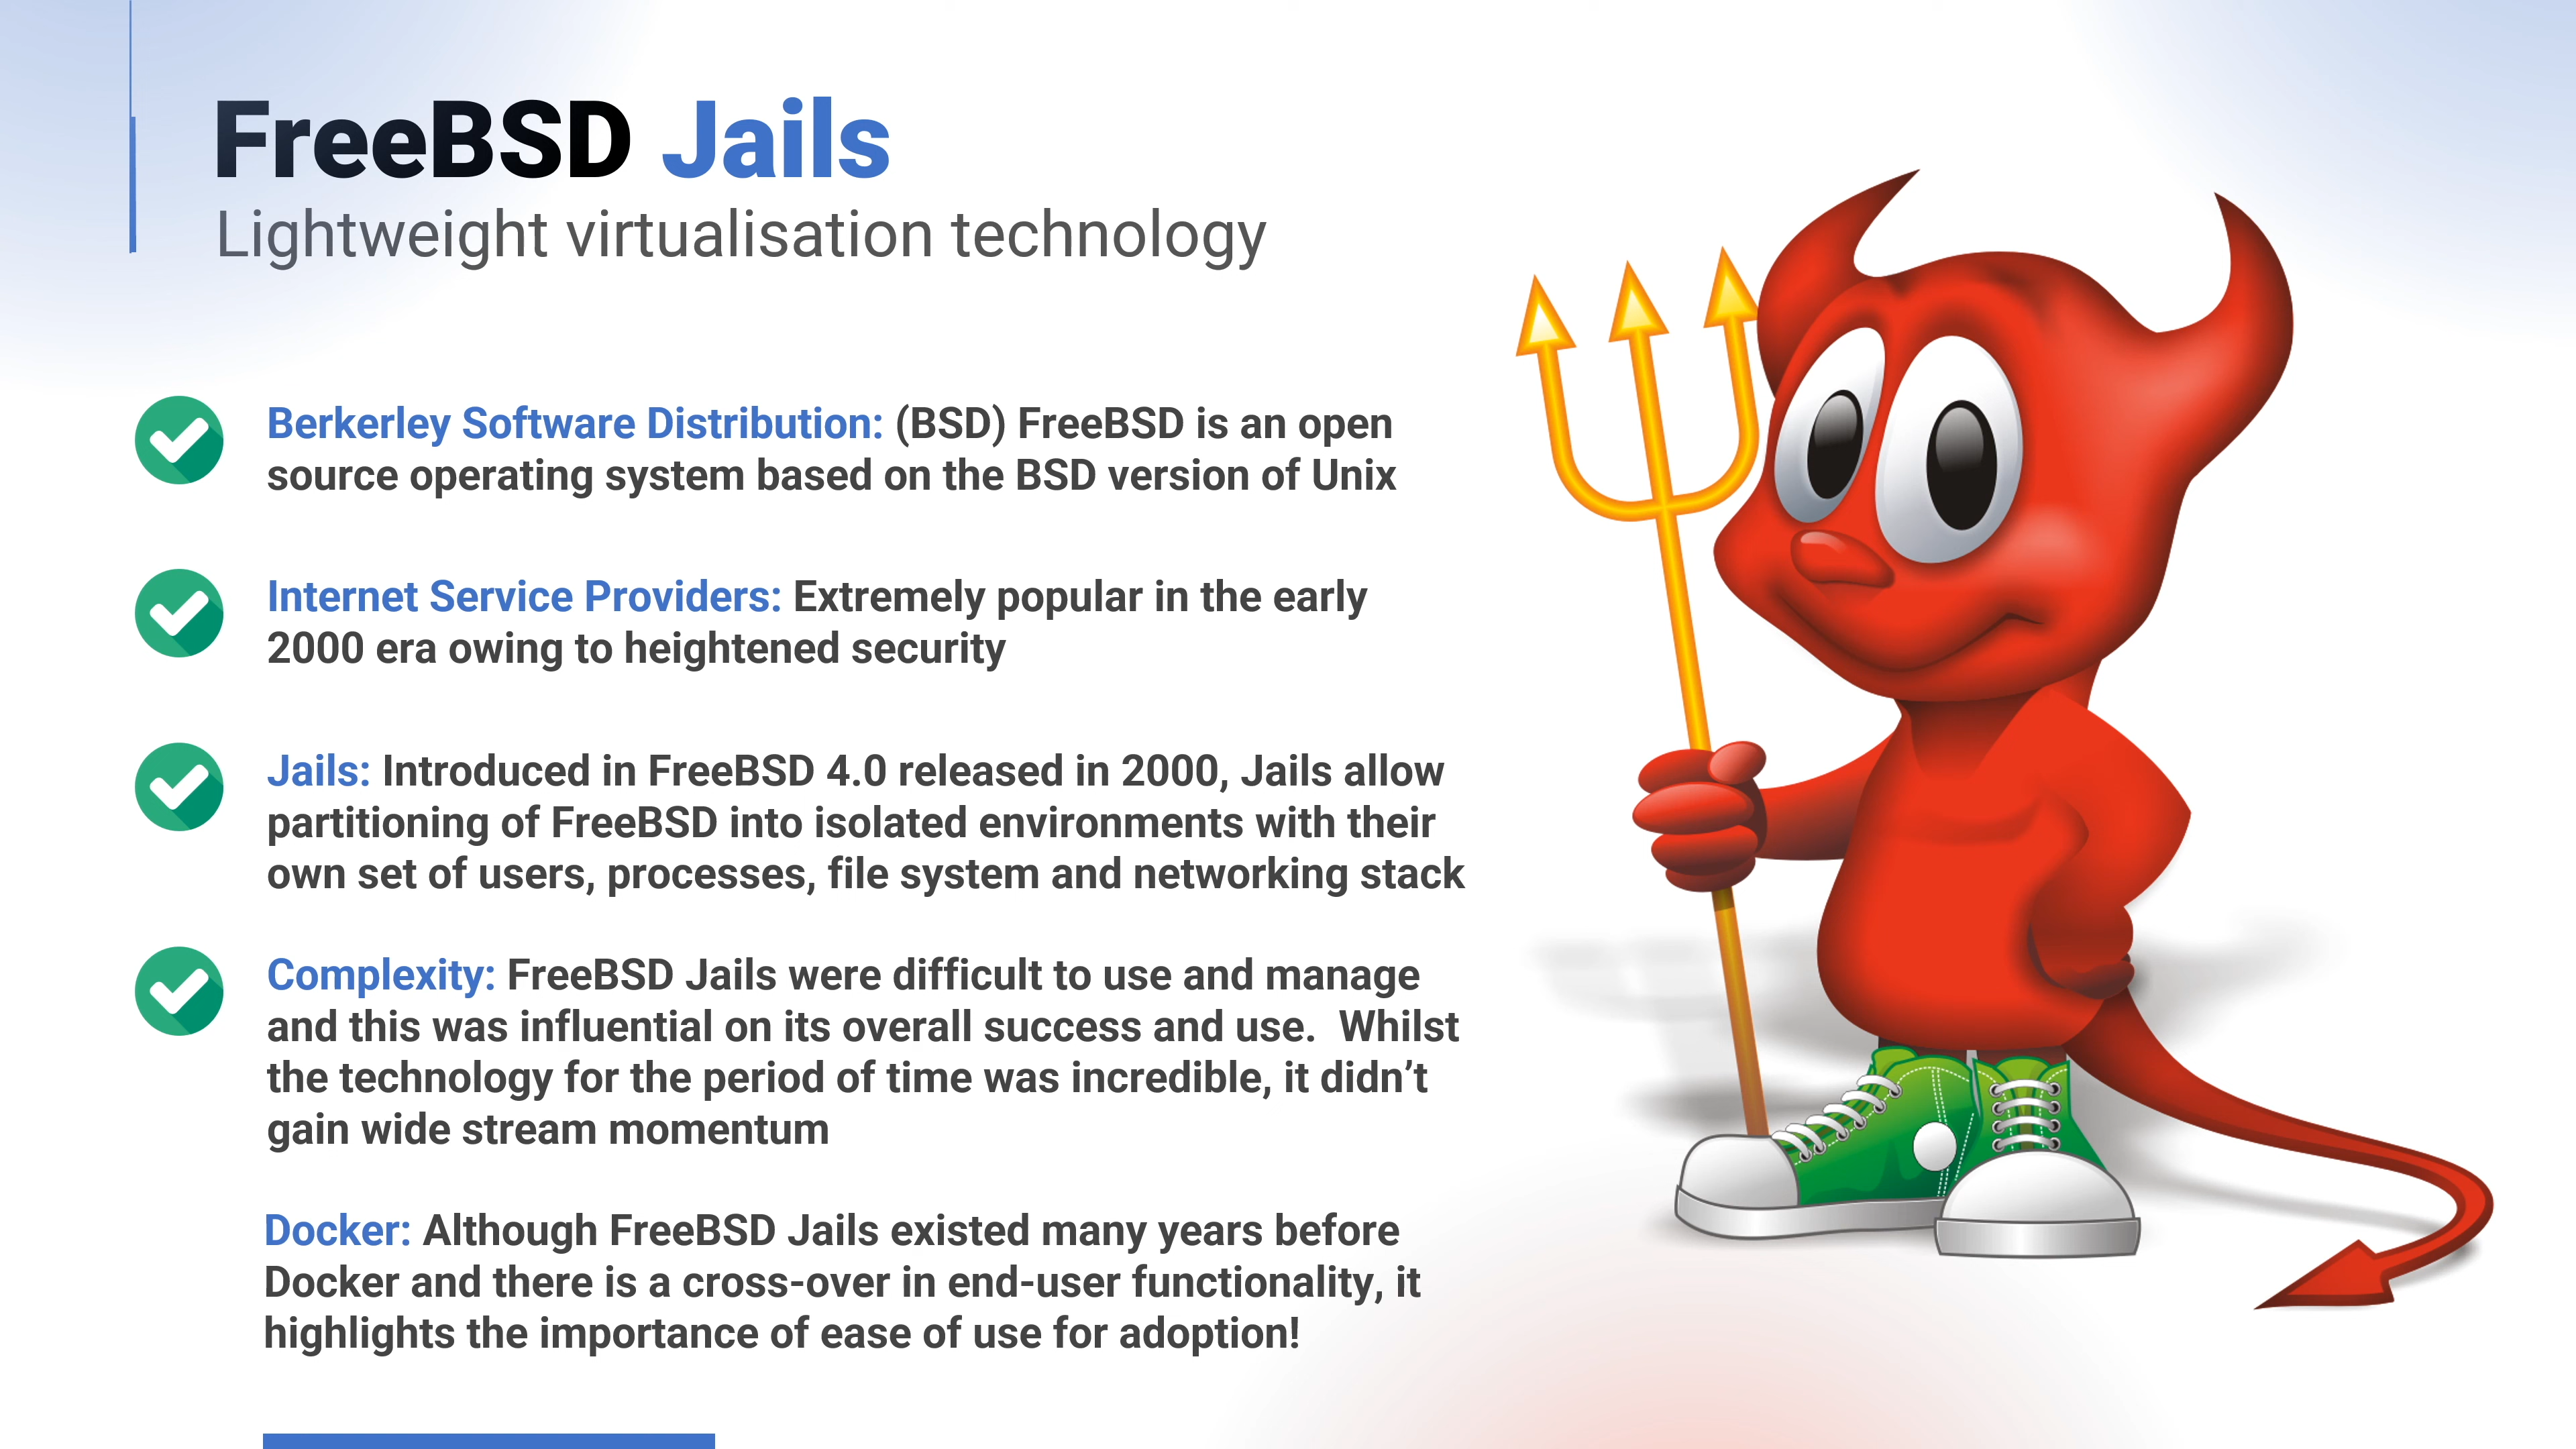 FreeBSD Jails
Lightweight virtualisation technology
Berkerley Software Distribution: (BSD) FreeBSD is an open
source operating system based on the BSD version of Unix
Internet Service Providers: Extremely popular in the early
2000 era owing to heightened security
Jails: Introduced in FreeBSD 4.0 released in 2000, Jails allow
partitioning of FreeBSD into isolated environments with their
own set of users, processes, file system and networking stack
Complexity: FreeBSD Jails were difficult to use and manage
and this was influential on its overall success and use.  Whilst
the technology for the period of time was incredible, it didn’t
gain wide stream momentum
Docker: Although FreeBSD Jails existed many years before
Docker and there is a cross-over in end-user functionality, it
highlights the importance of ease of use for adoption!